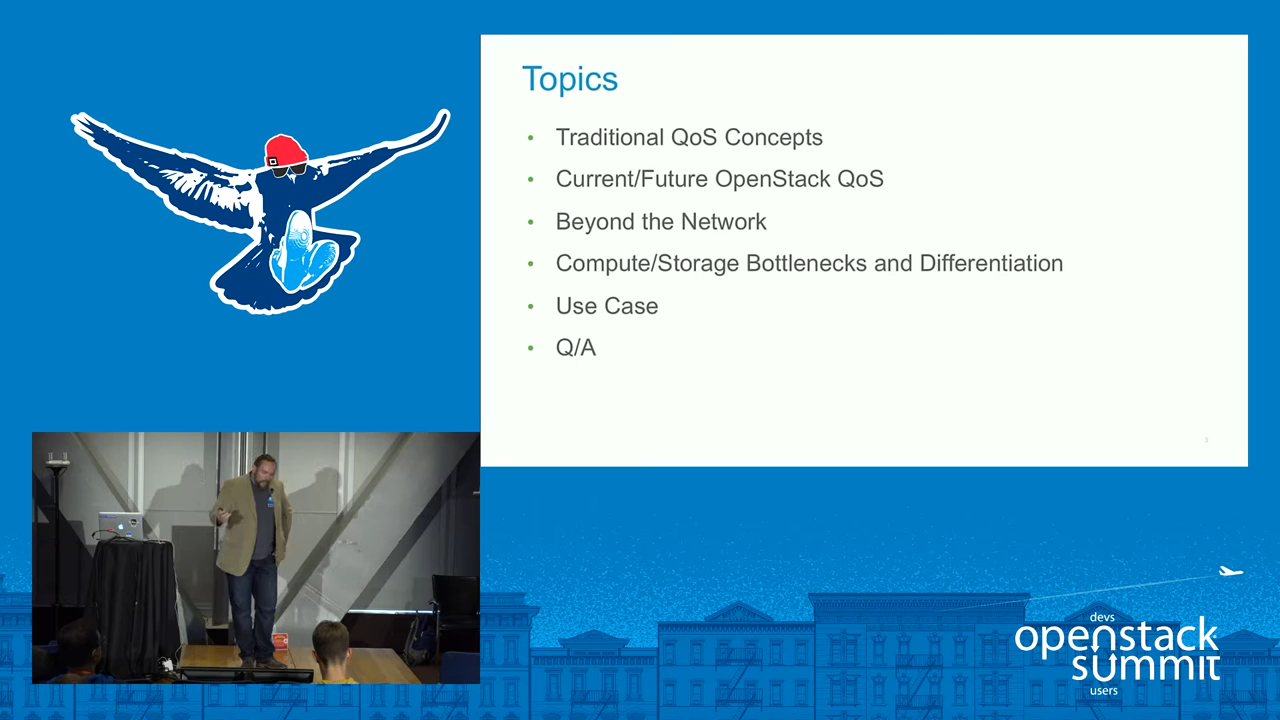 Topics
• Traditional QoS Concepts
• Current/Future OpenStack QoS
• Beyond the Network
• Compute/Storage Bottlenecks and Differentiation
• Use Case
• Q/A
3
devs
openstack
summit
users